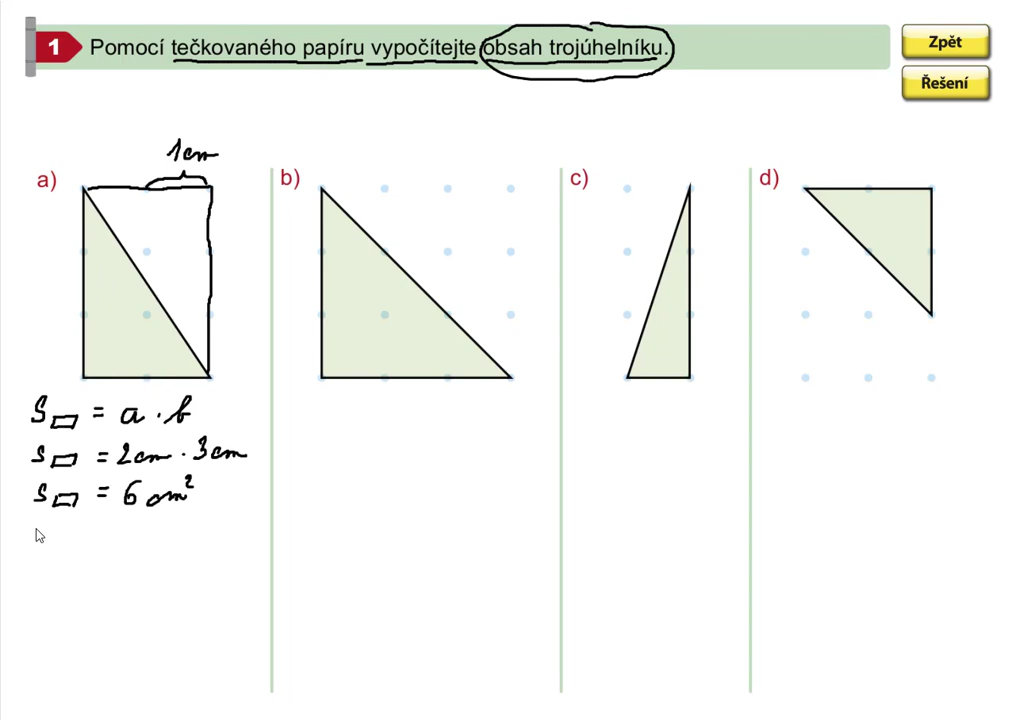 1 Pomocí tečkovaného papíru vypočítejte obsah trojúhelníku.
Zpět
Řešení
1cm
a)
b)
c)
d)
S▱ = a · b
S▱ = 2cm · 3cm
S▱ = 6 cm²